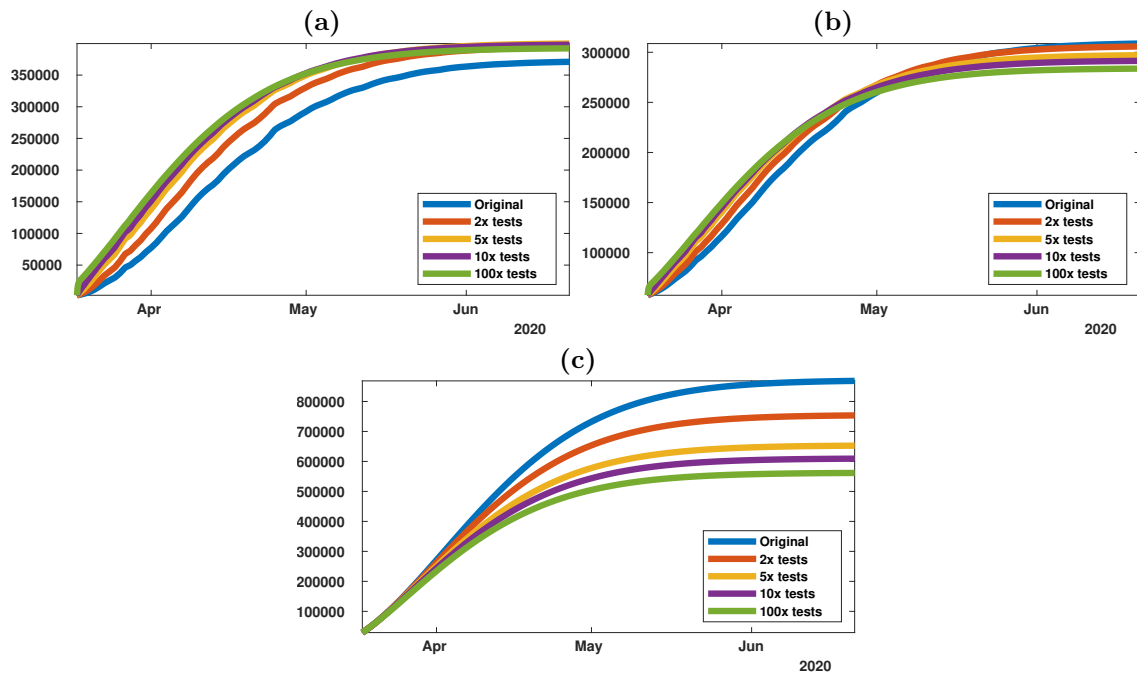 (a)
350000
300000
250000
200000
150000
100000
50000
Original
2x tests
5x tests
10x tests
100x tests
Apr
May
Jun
2020
(b)
300000
250000
200000
150000
100000
Original
2x tests
5x tests
10x tests
100x tests
Apr
May
Jun
2020
(c)
800000
700000
600000
500000
400000
300000
200000
100000
Original
2x tests
5x tests
10x tests
100x tests
Apr
May
Jun
2020